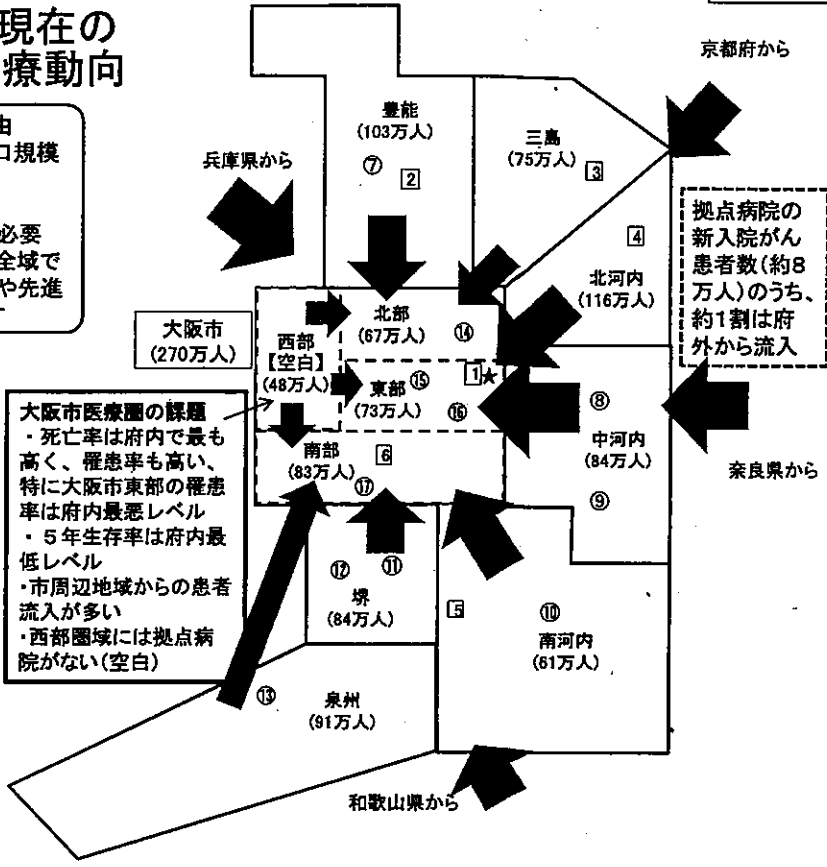 現在の
療動向
由
口規模
必要
全域で
や先進
京都府から
兵庫県から
豊能
(103万人)
⑦
2
三島
(75万人)
3
4
北河内
(116万人)
拠点病院の
新入院がん
患者数(約8
万人)のうち、
約1割は府
外から流入
大阪市
(270万人)
西部
【空白】
(48万人)
北部
(67万人)
⑭
東部
(73万人)
⑮
1★
⑯
南部
(83万人)
6
⑰
⑧
中河内
(84万人)
⑨
奈良県から
大阪市医療圏の課題
・死亡率は府内で最も
高く、罹患率も高い、
特に大阪市東部の罹患
率は府内最悪レベル
・5年生存率は府内最
低レベル
・市周辺地域からの患者
流入が多い
・西部圏域には拠点病
院がない(空白)
⑫
⑪
堺
(84万人)
5
⑩
南河内
(61万人)
⑬
泉州
(91万人)
和歌山県から